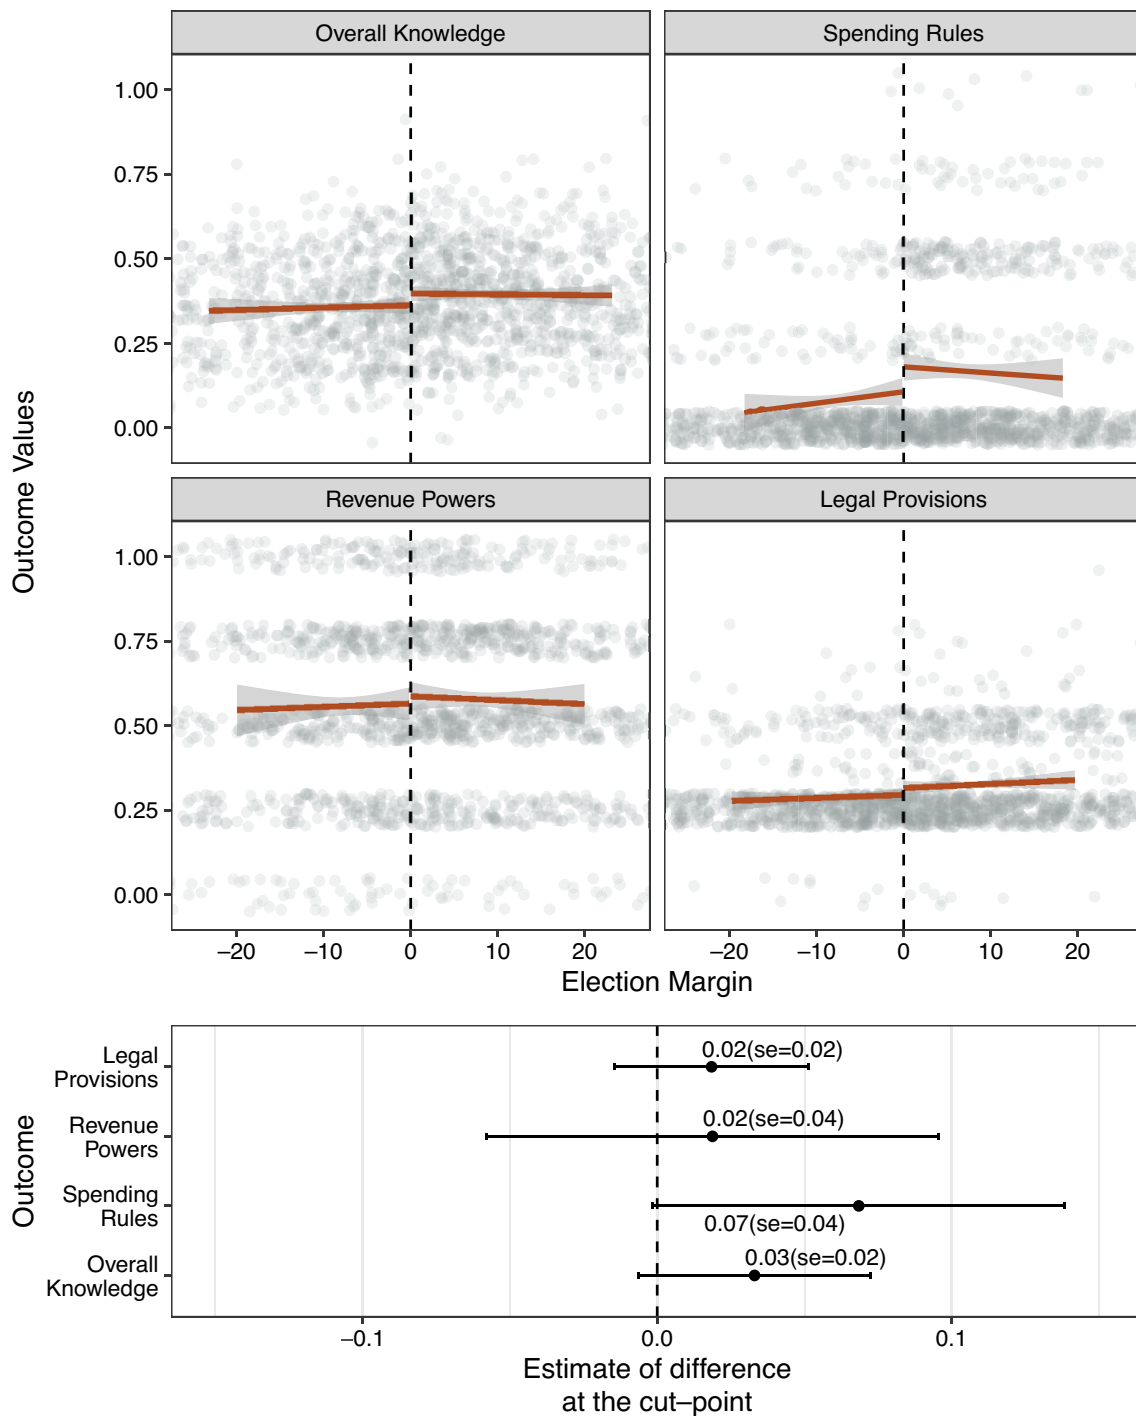 Overall Knowledge
Spending Rules
1.00
0.75
0.50
0.25
0.00
Outcome Values
Revenue Powers
Legal Provisions
1.00
0.75
0.50
0.25
0.00
−20 −10 0 10 20
−20 −10 0 10 20
Election Margin
Outcome
Legal
Provisions
0.02(se=0.02)
Revenue
Powers
0.02(se=0.04)
Spending
Rules
0.07(se=0.04)
Overall
Knowledge
0.03(se=0.02)
−0.1 0.0 0.1
Estimate of difference
at the cut−point